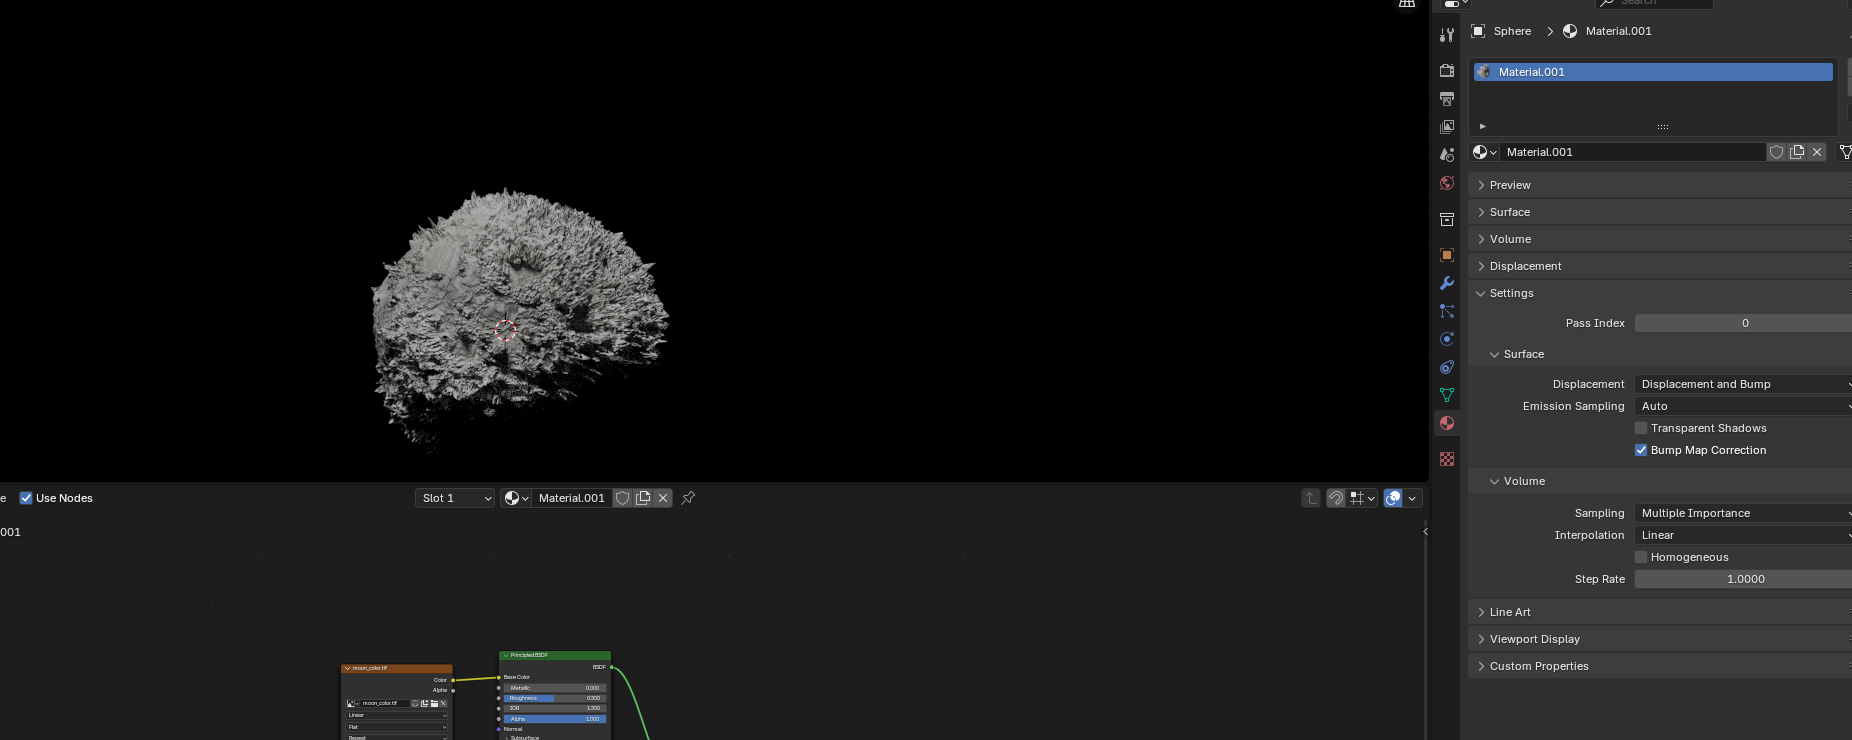 Search
Sphere > Material.001
Material.001
Material.001
Preview
Surface
Volume
Displacement
Settings
Pass Index 0
Surface
Displacement Displacement and Bump
Emission Sampling Auto
Transparent Shadows
Bump Map Correction
Volume
Sampling Multiple Importance
Interpolation Linear
Homogeneous
Step Rate 1.0000
Line Art
Viewport Display
Custom Properties
e Use Nodes Slot 1 Material.001
001
moon_color.tif
Color
Alpha
moon_color.tif
Linear
Flat
Repeat
Principled BSDF
BSDF
Base Color
Metallic 0.000
Roughness 0.500
IOR 1.500
Alpha 1.000
Normal
Subsurface